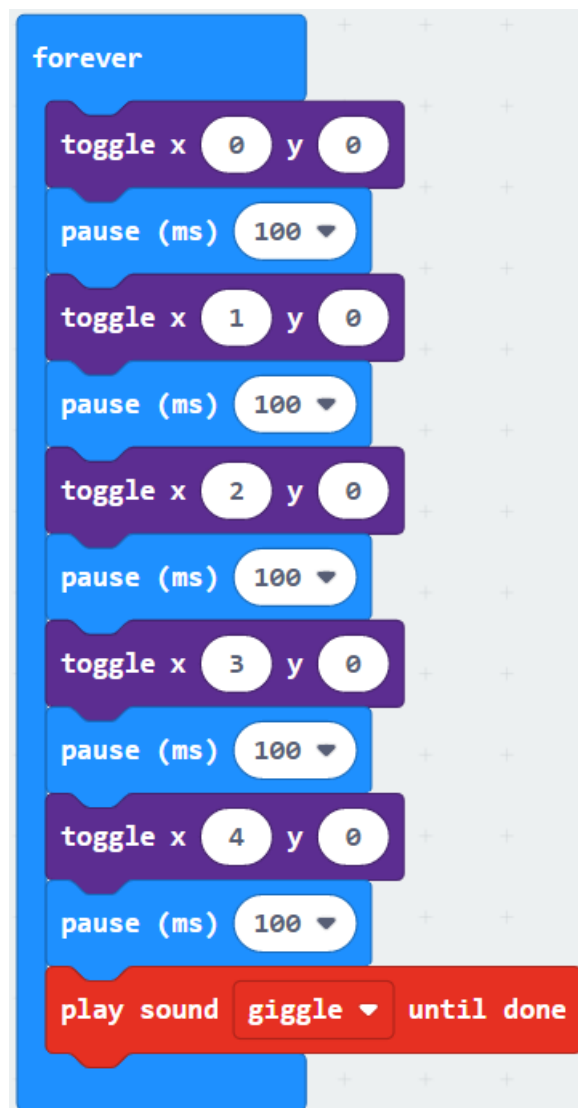 forever
toggle x 0 y 0
pause (ms) 100
toggle x 1 y 0
pause (ms) 100
toggle x 2 y 0
pause (ms) 100
toggle x 3 y 0
pause (ms) 100
toggle x 4 y 0
pause (ms) 100
play sound giggle until done